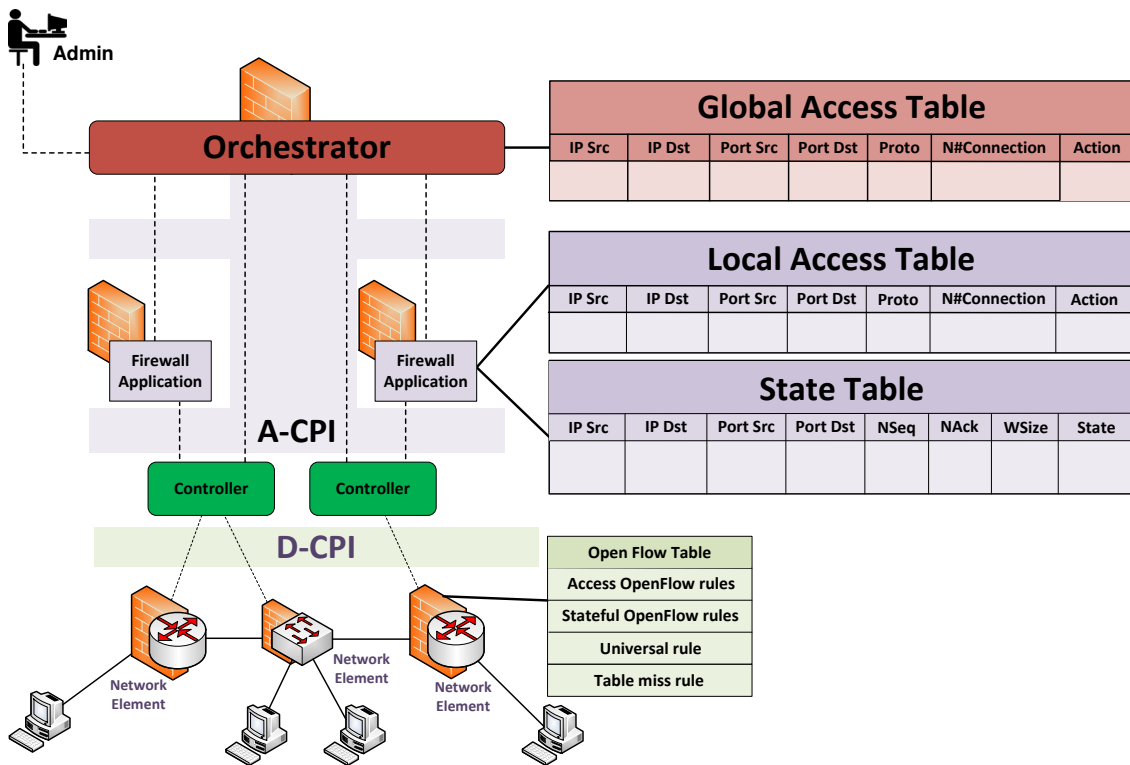 Admin
Orchestrator
Global Access Table
IP Src IP Dst Port Src Port Dst Proto N#Connection Action
Local Access Table
IP Src IP Dst Port Src Port Dst Proto N#Connection Action
Firewall
Application
Firewall
Application
State Table
IP Src IP Dst Port Src Port Dst NSeq NAck WSize State
A-CPI
Controller
Controller
D-CPI
Open Flow Table
Access OpenFlow rules
Stateful OpenFlow rules
Universal rule
Table miss rule
Network
Element
Network
Element
Network
Element